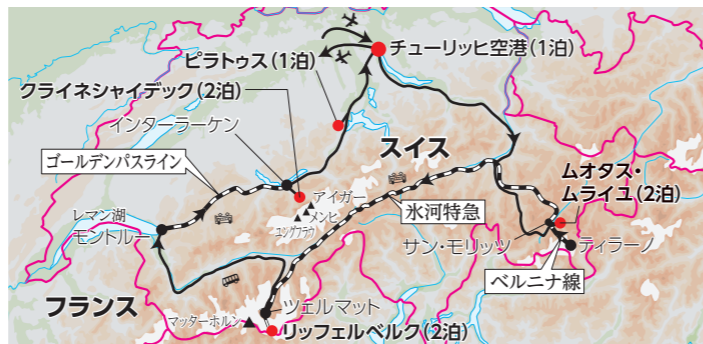 チューリッヒ空港(1泊)
ピラトゥス(1泊)
クライネシャイデック(2泊)
インターラーケン
スイス
ゴールデンパスライン
ムオタス・
ムライユ(2泊)
アイガー
メンヒ
ユングフラウ
氷河特急
レマン湖
モントルー
サン・モリッツ
ティラーノ
ベルニナ線
フランス
ツェルマット
マッターホルン
リッフェルベルク(2泊)